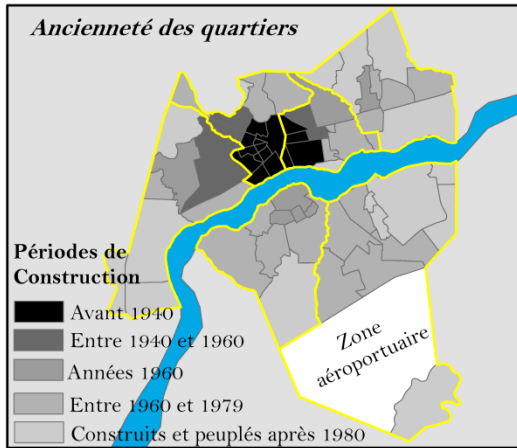 Ancienneté des quartiers
Périodes de
Construction
Avant 1940
Entre 1940 et 1960
Années 1960
Entre 1960 et 1979
Construits et peuplés après 1980
Zone
aéroportuaire